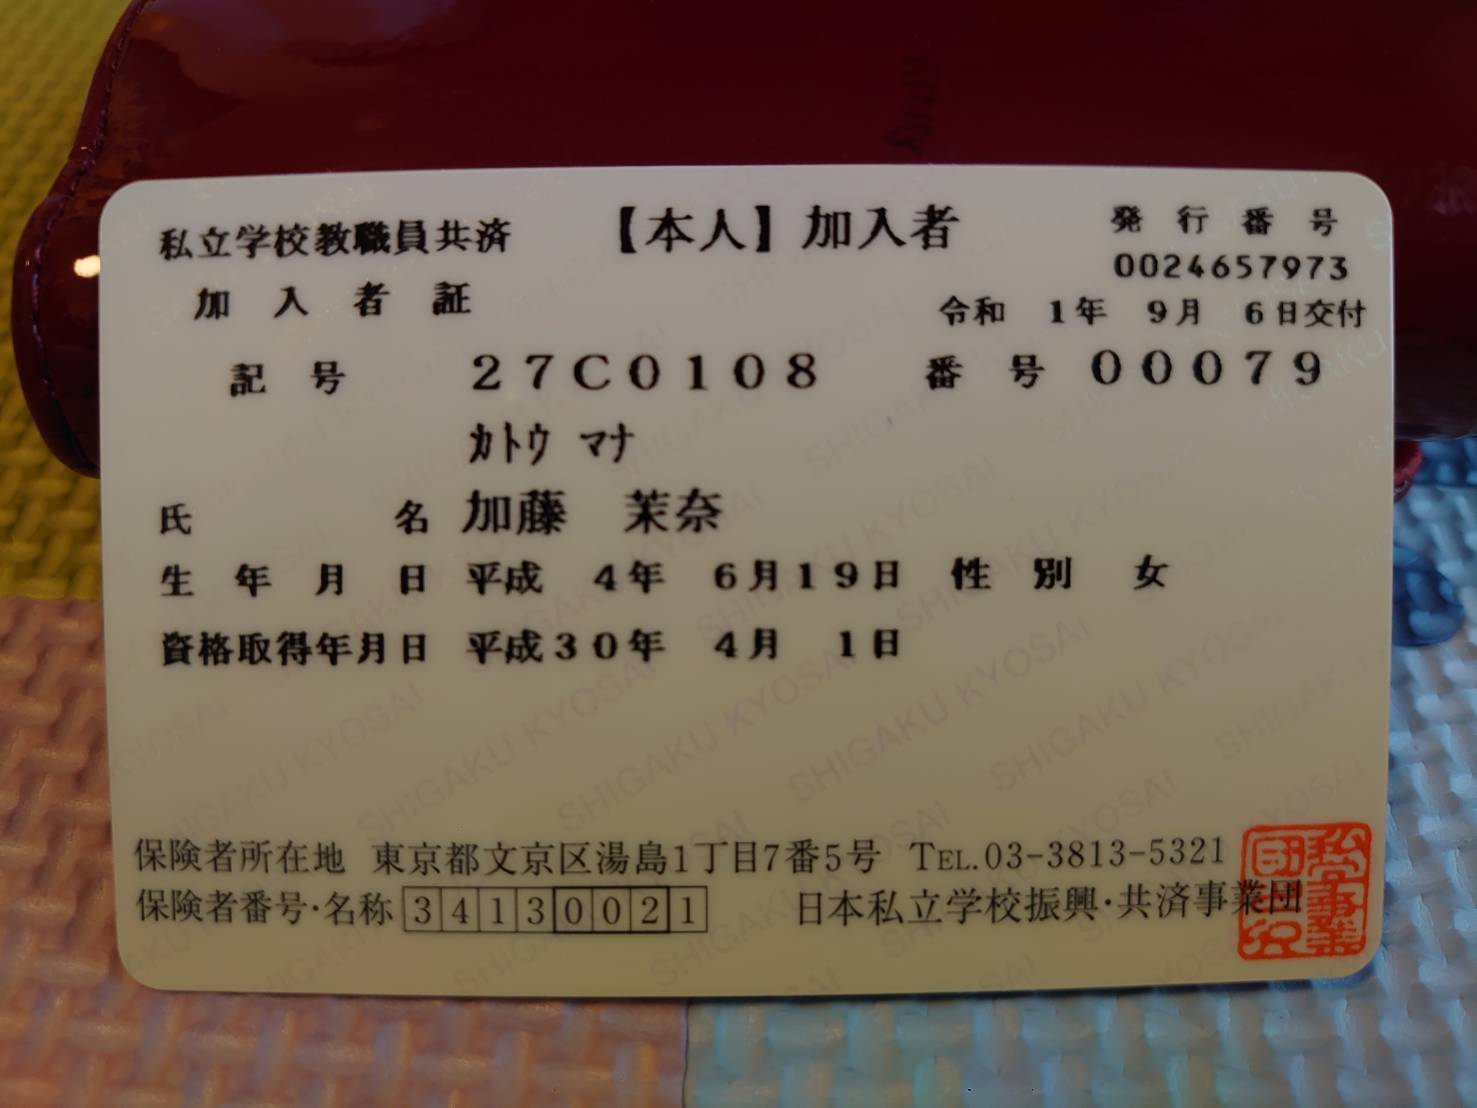 私立学校教職員共済 【本人】加入者 発行番号
0024657973
加入者証
令和 1年 9月 6日交付
記号 27C0108 番号 00079
カトウ マナ
氏名 加藤 茉奈
生年月日 平成 4年 6月19日 性別 女
資格取得年月日 平成30年 4月 1日
保険者所在地 東京都文京区湯島1丁目7番5号 TEL.03-3813-5321
保険者番号・名称 34130021 日本私立学校振興・共済事業団
SHIGAKU KYOSAI